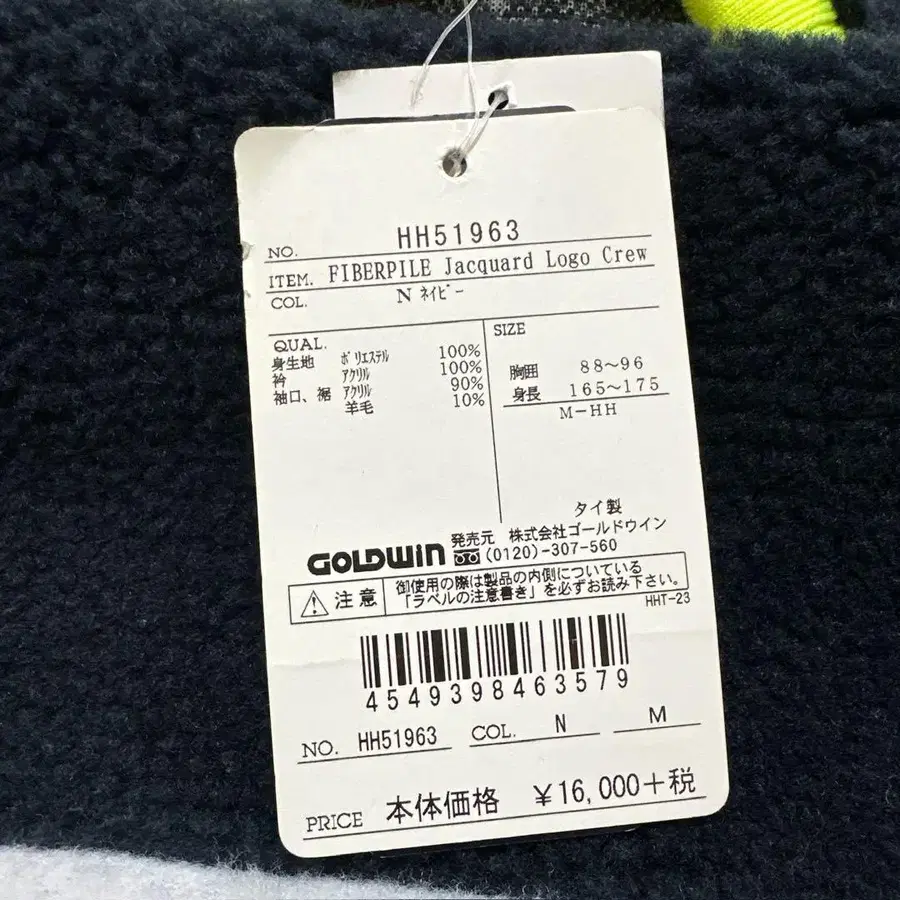 NO. HH51963
ITEM. FIBERPILE Jacquard Logo Crew
COL. N ﾈｲﾋﾞｰ
QUAL.
身生地 ﾎﾟﾘｴｽﾃﾙ 100%
衿 ｱｸﾘﾙ 100%
袖口、裾 ｱｸﾘﾙ 90%
羊毛 10%
SIZE
胸囲 88～96
身長 165～175
M-HH
タイ製
GOLDWIN 発売元 株式会社ゴールドウイン
(0120)-307-560
注意 御使用の際は製品の内側についている
「ラベルの注意書き」を必ずお読み下さい。
HHT-23
4549398463579
NO. HH51963 COL. N M
PRICE 本体価格 ¥16,000+税